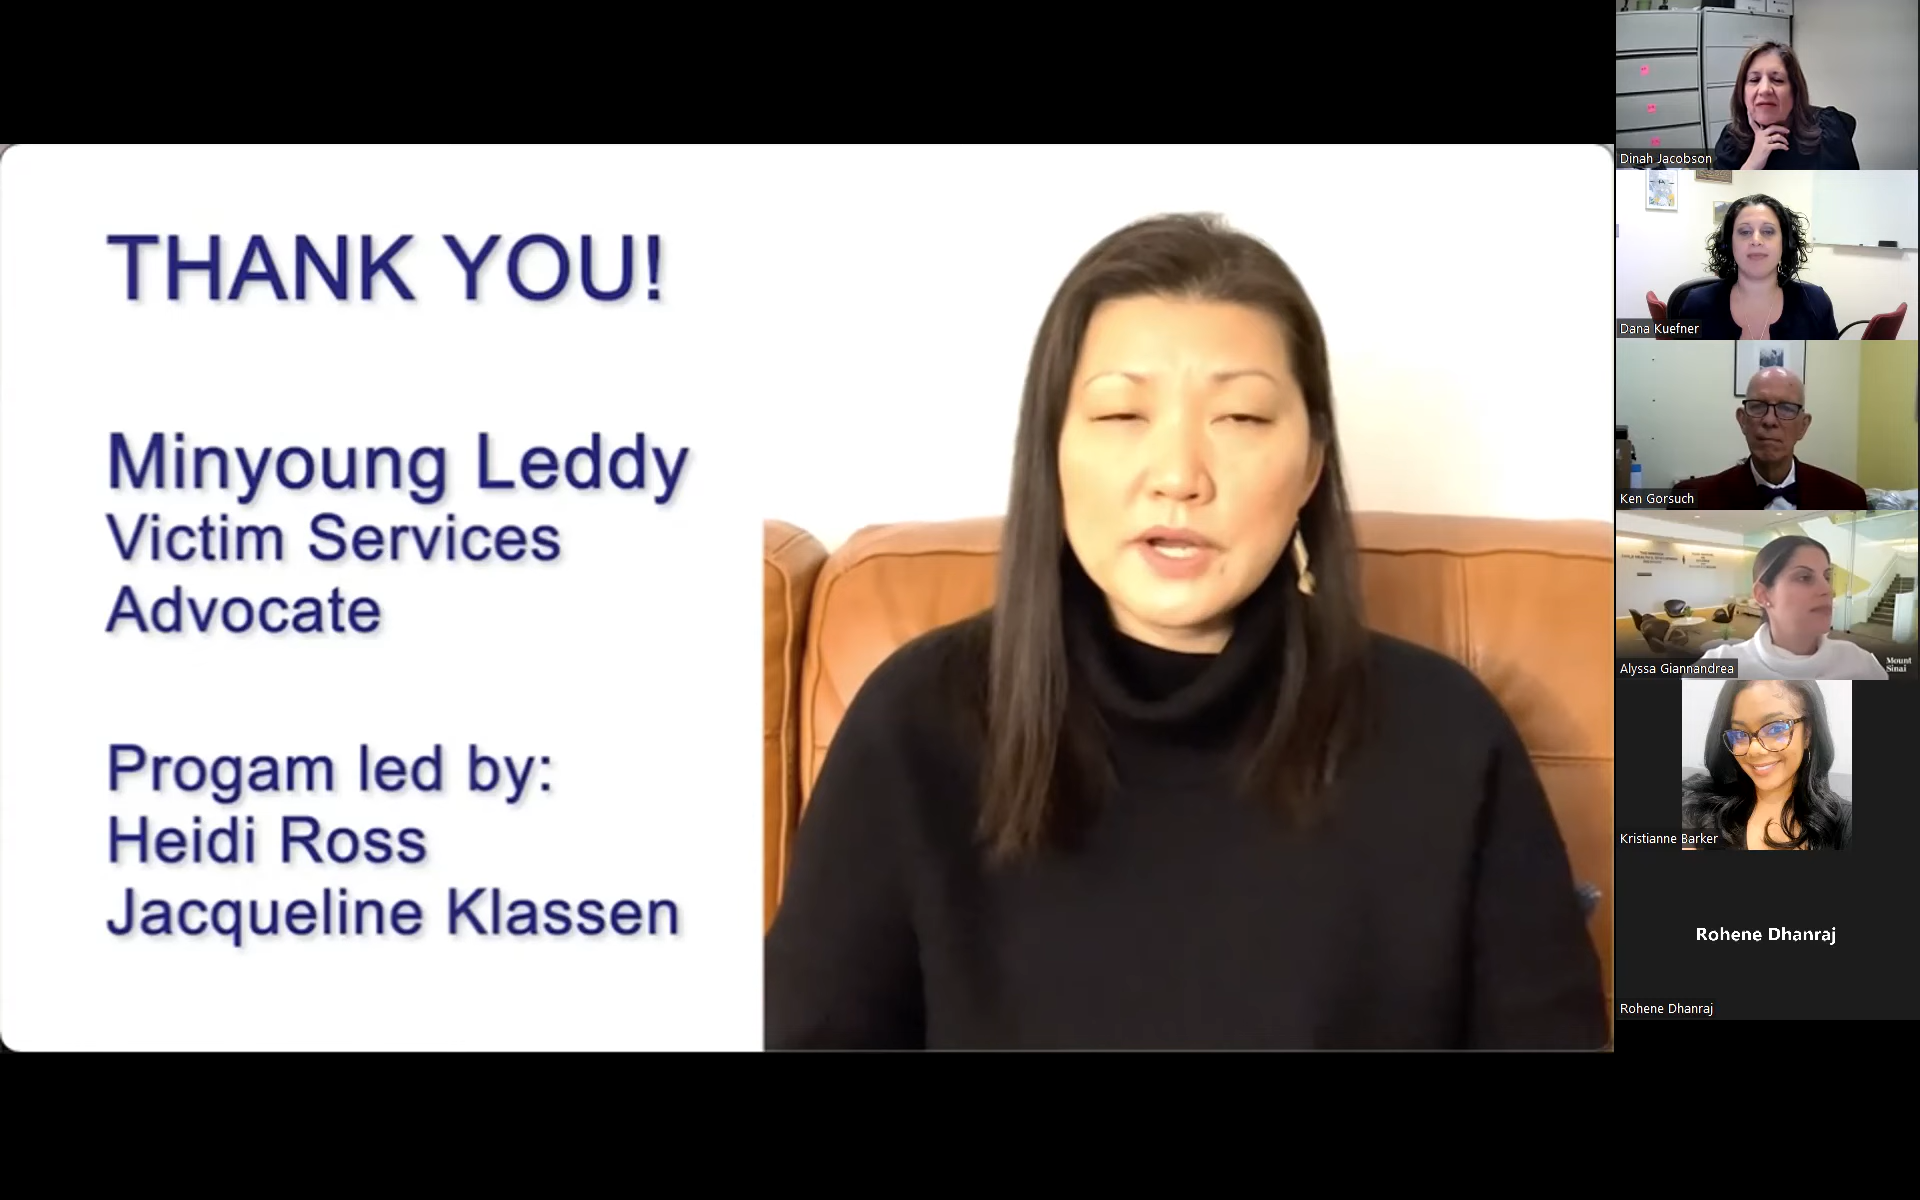 THANK YOU!
Minyoung Leddy
Victim Services
Advocate
Progam led by:
Heidi Ross
Jacqueline Klassen
Dinah Jacobson
Dana Kuefner
Ken Gorsuch
Alyssa Giannandrea
Mount
Sinai
Kristianne Barker
Rohene Dhanraj
Rohene Dhanraj